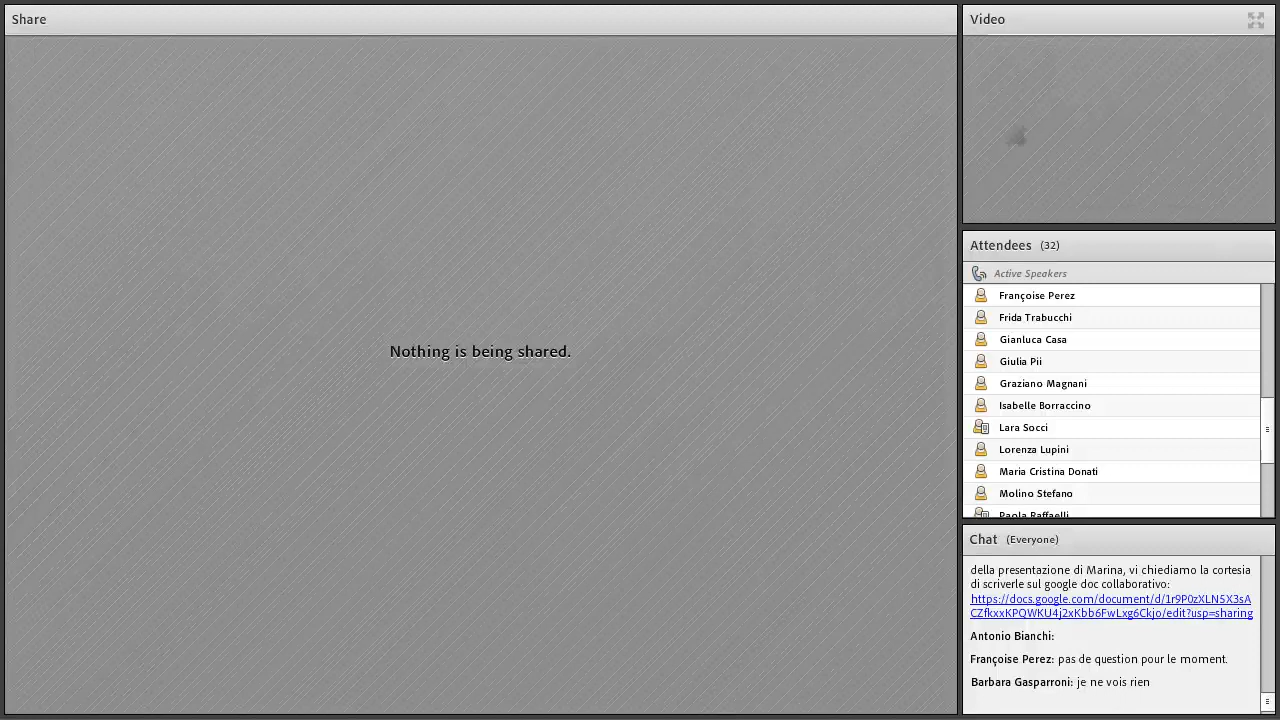 Share
Nothing is being shared.
Video
Attendees (32)
Active Speakers
Françoise Perez
Frida Trabucchi
Gianluca Casa
Giulia Pii
Graziano Magnani
Isabelle Borraccino
Lara Socci
Lorenza Lupini
Maria Cristina Donati
Molino Stefano
Paola Raffaelli
Chat (Everyone)
della presentazione di Marina, vi chiediamo la cortesia
di scriverle sul google doc collaborativo:
https://docs.google.com/document/d/1r9P0zXLN5X3sA
CZfkxxKPQWKU4j2xKbb6FwLxg6Ckjo/edit?usp=sharing
Antonio Bianchi:
Françoise Perez: pas de question pour le moment.
Barbara Gasparroni: je ne vois rien